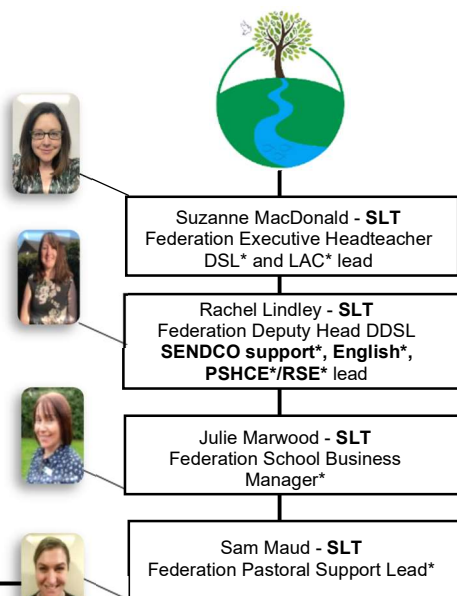 Suzanne MacDonald - SLT
Federation Executive Headteacher
DSL* and LAC* lead
Rachel Lindley - SLT
Federation Deputy Head DDSL
SENDCO support*, English*,
PSHCE*/RSE* lead
Julie Marwood - SLT
Federation School Business
Manager*
Sam Maud - SLT
Federation Pastoral Support Lead*